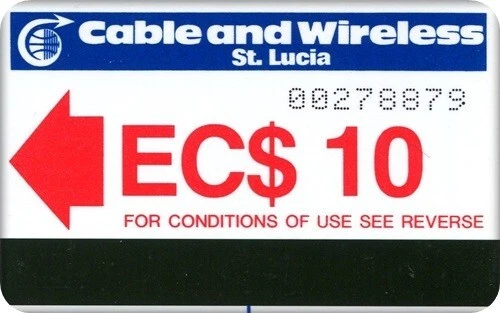 Cable and Wireless
St. Lucia
00278879
EC$ 10
FOR CONDITIONS OF USE SEE REVERSE